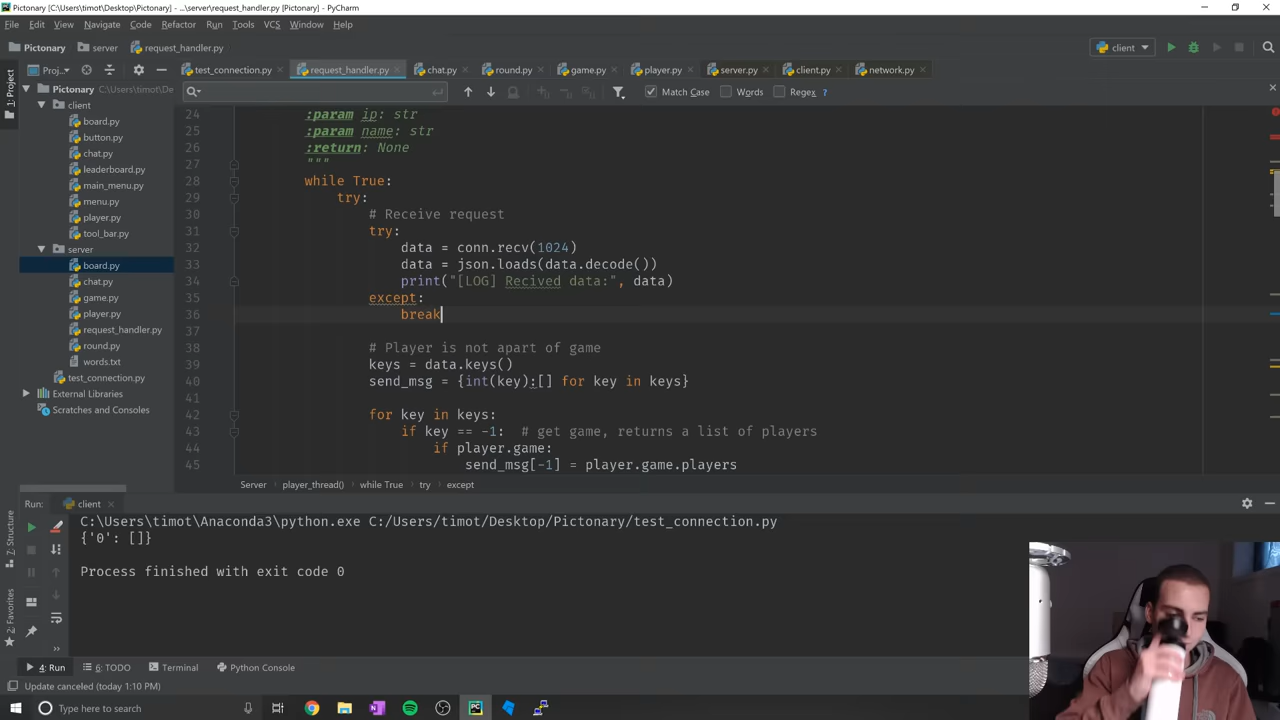 Pictonary [C:\Users\timot\Desktop\Pictonary] - ...\server\request_handler.py [Pictonary] - PyCharm
File Edit View Navigate Code Refactor Run Tools VCS Window Help
Pictonary server request_handler.py client
1: Project
Proj... test_connection.py request_handler.py chat.py round.py game.py player.py server.py client.py network.py
Pictonary C:\Users\timot\De
Match Case Words Regex ?
client
board.py
button.py
chat.py
leaderboard.py
main_menu.py
menu.py
player.py
tool_bar.py
server
board.py
chat.py
game.py
player.py
request_handler.py
round.py
words.txt
test_connection.py
External Libraries
Scratches and Consoles
24 :param ip: str
25 :param name: str
26 :return: None
27 """
28 while True:
29 try:
30 # Receive request
31 try:
32 data = conn.recv(1024)
33 data = json.loads(data.decode())
34 print("[LOG] Recived data:", data)
35 except:
36 break
37
38 # Player is not apart of game
39 keys = data.keys()
40 send_msg = {int(key):[] for key in keys}
41
42 for key in keys:
43 if key == -1: # get game, returns a list of players
44 if player.game:
45 send_msg[-1] = player.game.players
Server player_thread() while True try except
Run: client
C:\Users\timot\Anaconda3\python.exe C:/Users/timot/Desktop/Pictonary/test_connection.py
{'0': []}
Process finished with exit code 0
Z: Structure
2: Favorites
4: Run 6: TODO Terminal Python Console
Update canceled (today 1:10 PM)
Type here to search